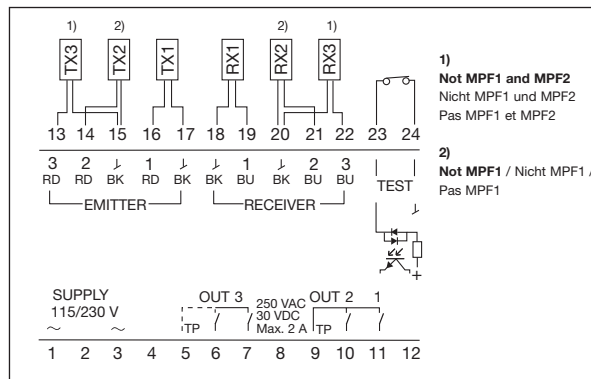 1) 2) 2) 1)
TX3 TX2 TX1 RX1 RX2 RX3
13 14 15 16 17 18 19 20 21 22 23 24
3 2 ⅄ 1 ⅄ ⅄ 1 ⅄ 2 3
RD RD BK RD BK BK BU BK BU BU
EMITTER RECEIVER
TEST
+
1)
Not MPF1 and MPF2
Nicht MPF1 und MPF2
Pas MPF1 et MPF2
2)
Not MPF1 / Nicht MPF1 /
Pas MPF1
SUPPLY
115/230 V
~ ~
OUT 3 OUT 2 1
250 VAC
30 VDC
Max. 2 A
TP TP
1 2 3 4 5 6 7 8 9 10 11 12